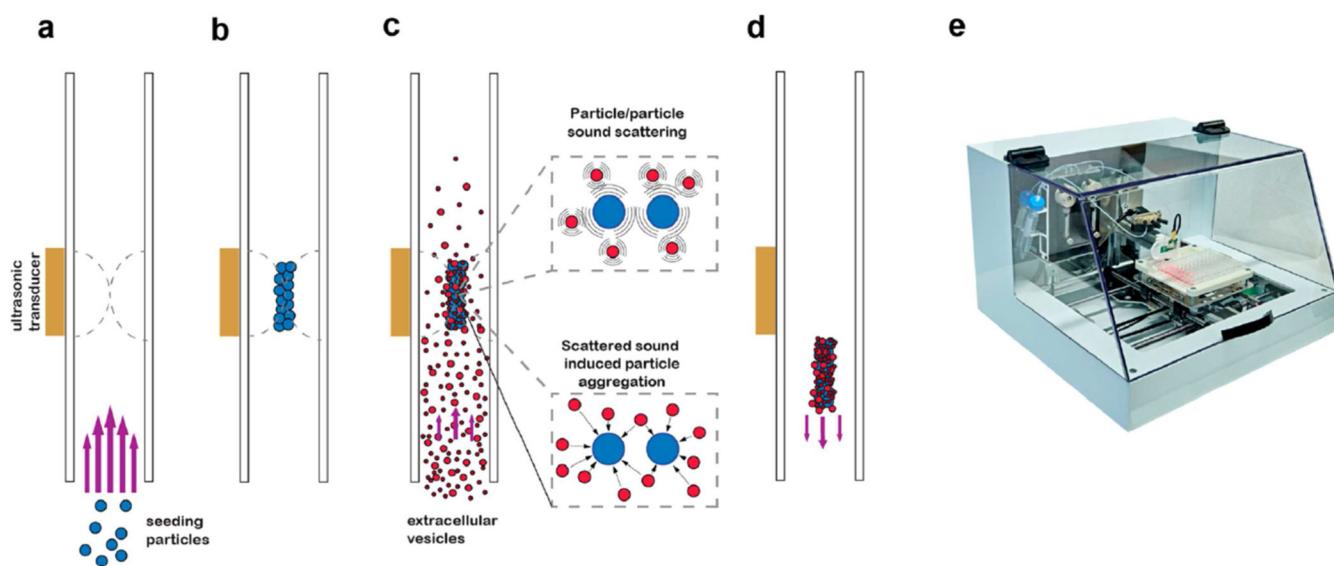 a
b
c
d
e
Particle/particle
sound scattering
ultrasonic
transducer
Scattered sound
induced particle
aggregation
seeding
particles
extracellular
vesicles